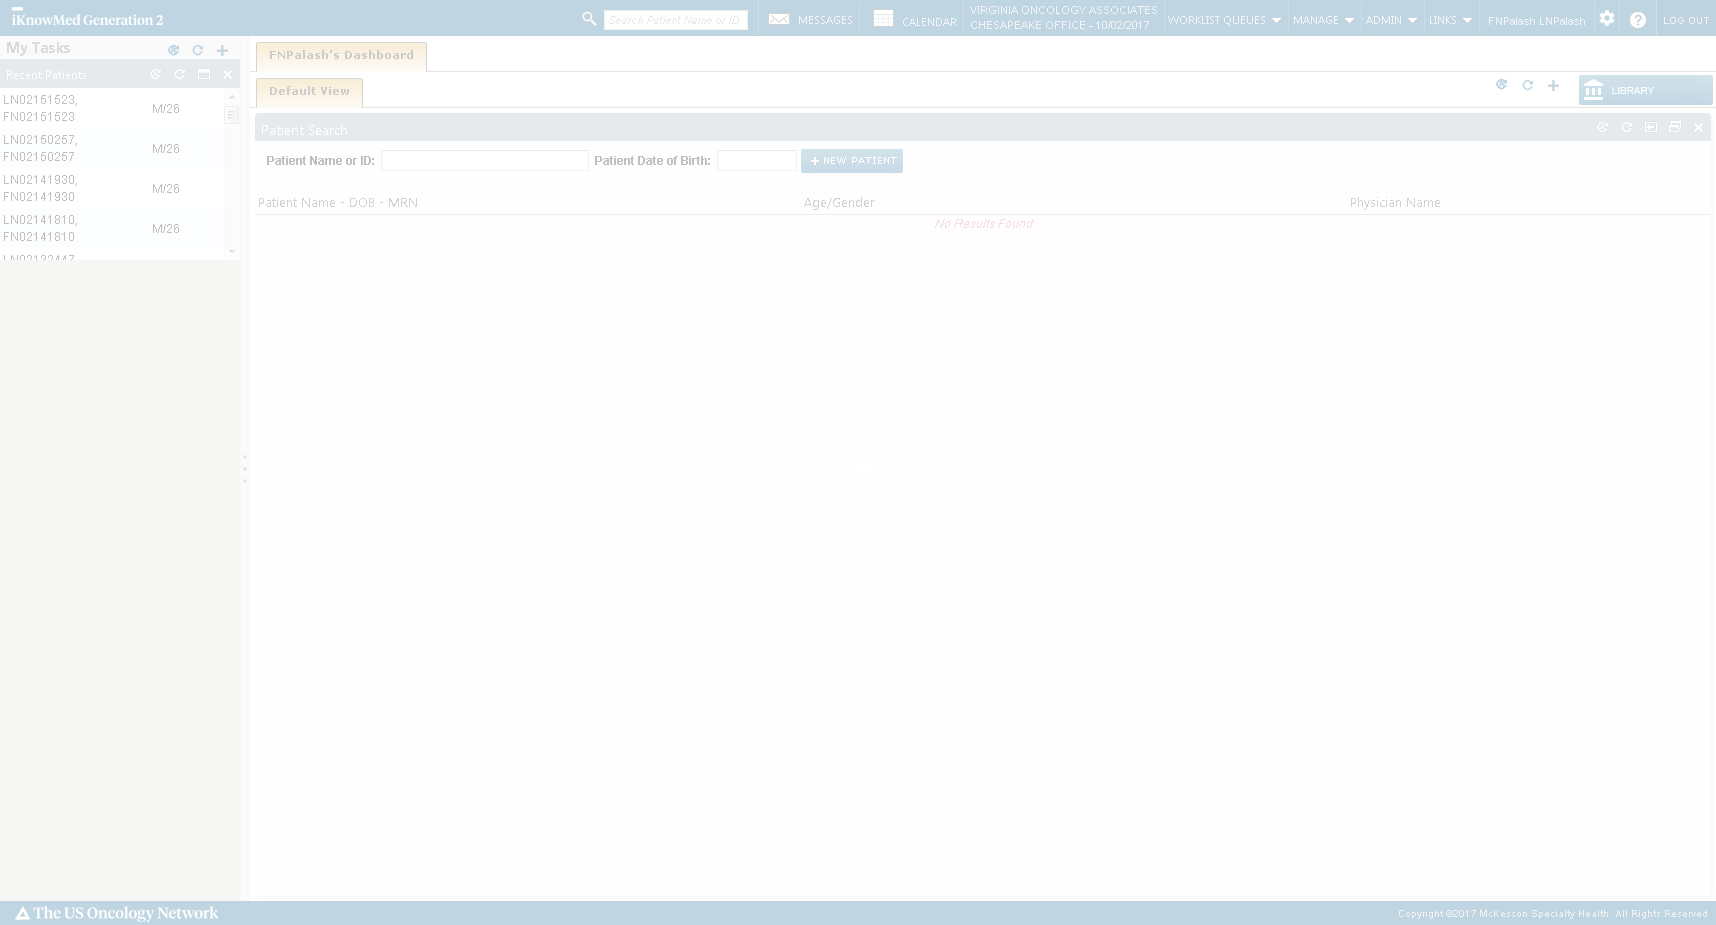 iKnowMed Generation 2
Search Patient Name or ID
MESSAGES
CALENDAR
VIRGINIA ONCOLOGY ASSOCIATES
CHESAPEAKE OFFICE - 10/02/2017
WORKLIST QUEUES
MANAGE
ADMIN
LINKS
FNPalash LNPalash
LOG OUT
My Tasks
Recent Patients
LN02151523,
FN02151523
M/26
LN02150257,
FN02150257
M/26
LN02141930,
FN02141930
M/26
LN02141810,
FN02141810
M/26
LN02132447
FNPalash's Dashboard
Default View
LIBRARY
Patient Search
Patient Name or ID:
Patient Date of Birth:
+ NEW PATIENT
Patient Name - DOB - MRN
Age/Gender
Physician Name
No Results Found
The US Oncology Network
Copyright ©2017 McKesson Specialty Health. All Rights Reserved